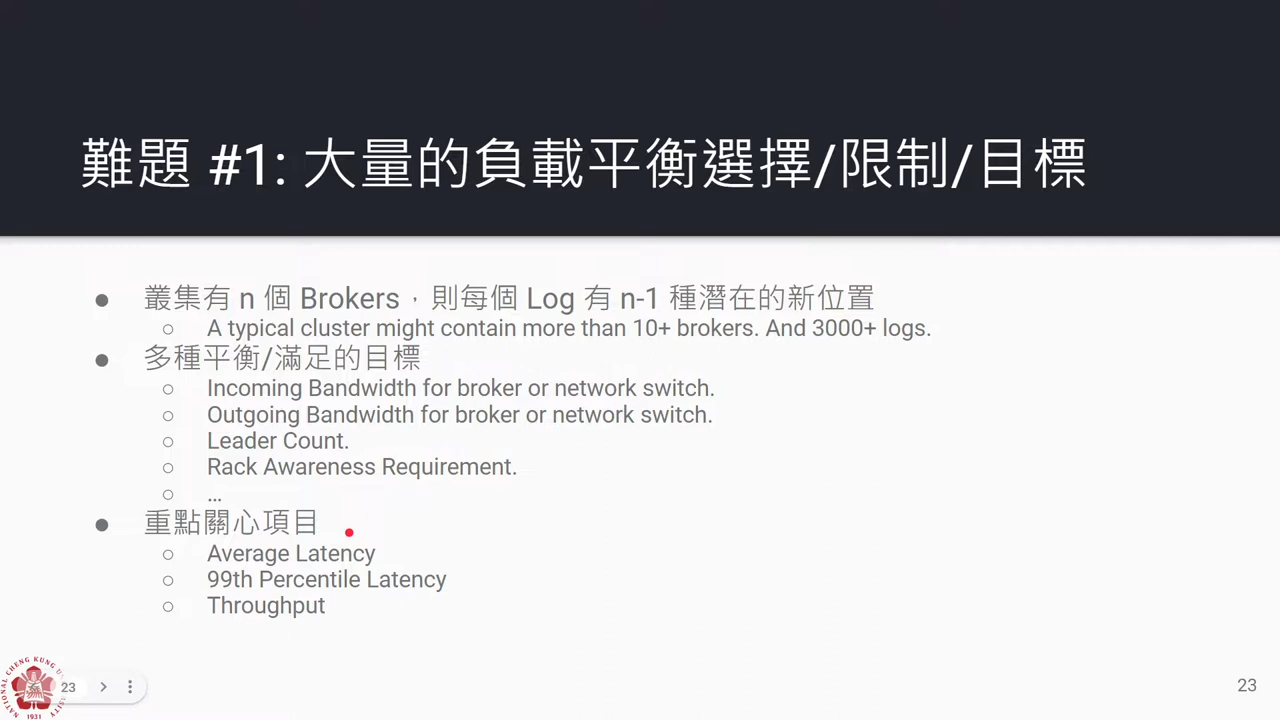 難題 #1: 大量的負載平衡選擇/限制/目標
● 叢集有 n 個 Brokers，則每個 Log 有 n-1 種潛在的新位置
○ A typical cluster might contain more than 10+ brokers. And 3000+ logs.
● 多種平衡/滿足的目標
○ Incoming Bandwidth for broker or network switch.
○ Outgoing Bandwidth for broker or network switch.
○ Leader Count.
○ Rack Awareness Requirement.
○ …
● 重點關心項目
○ Average Latency
○ 99th Percentile Latency
○ Throughput
NATIONAL CHENG KUNG
1931
23
23